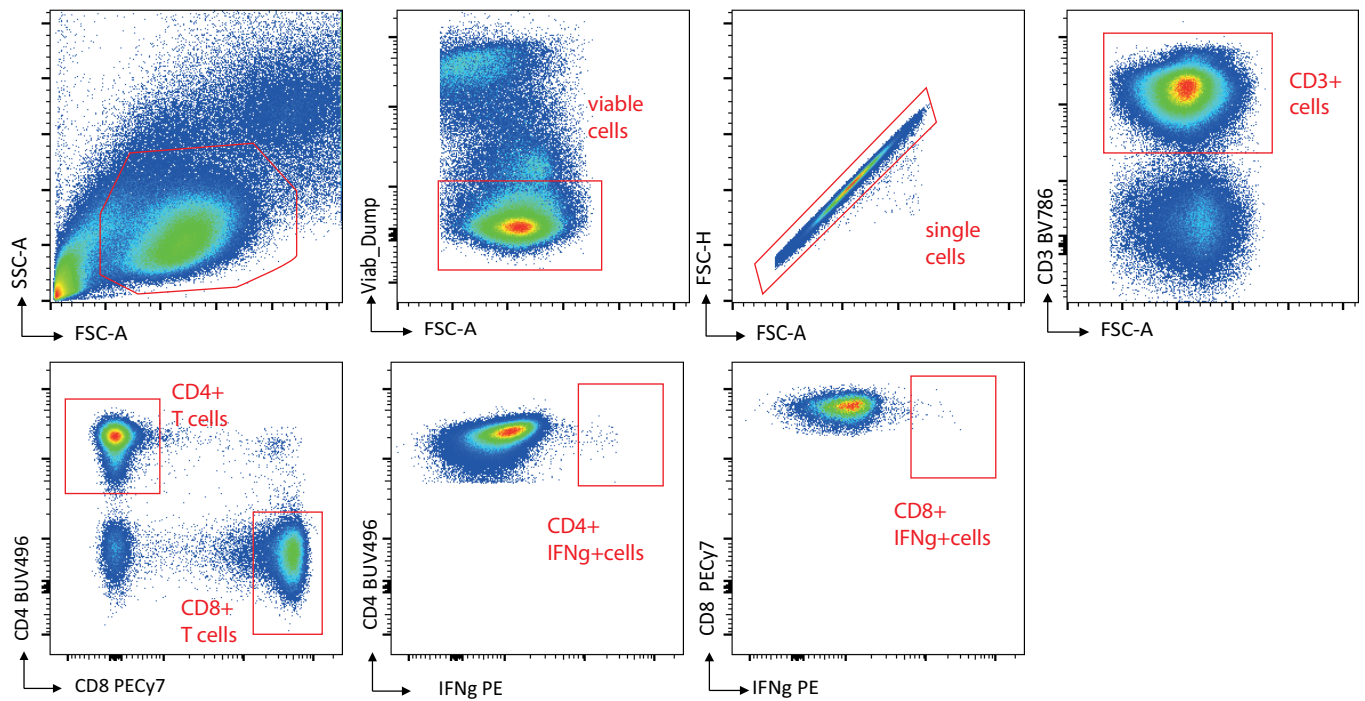 SSC-A
FSC-A
viable
cells
Viab_Dump
FSC-A
single
cells
FSC-H
FSC-A
CD3+
cells
CD3 BV786
FSC-A
CD4+
T cells
CD8+
T cells
CD4 BUV496
CD8 PECy7
CD4+
IFNg+cells
CD4 BUV496
IFNg PE
CD8+
IFNg+cells
CD8 PECy7
IFNg PE